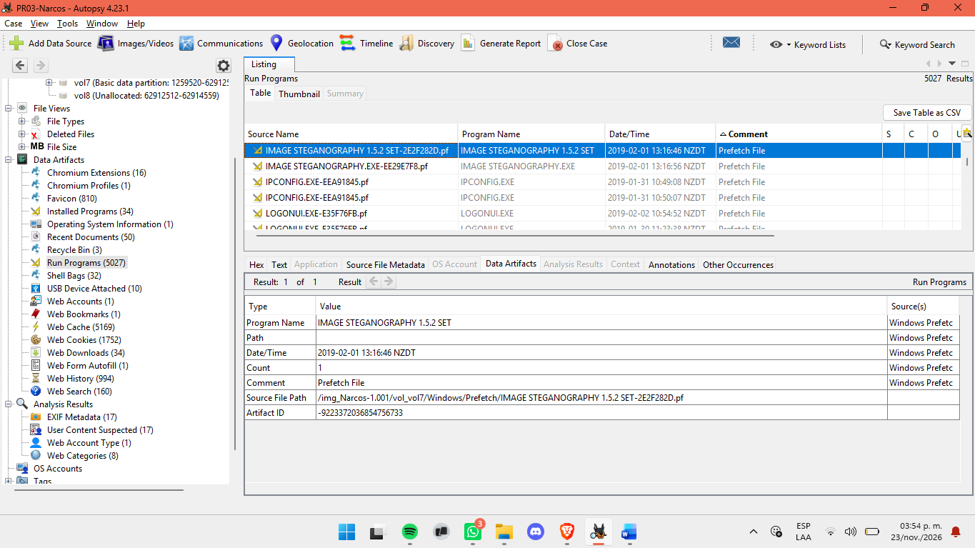 PR03-Narcos - Autopsy 4.23.1
Case View Tools Window Help
Add Data Source Images/Videos Communications Geolocation Timeline Discovery Generate Report Close Case Keyword Lists Keyword Search
Listing
Run Programs 5027 Results
Table Thumbnail Summary
Save Table as CSV
Source Name Program Name Date/Time Comment S C O U
IMAGE STEGANOGRAPHY 1.5.2 SET-2E2F282D.pf IMAGE STEGANOGRAPHY 1.5.2 SET 2019-02-01 13:16:46 NZDT Prefetch File
IMAGE STEGANOGRAPHY.EXE-EE29E7F8.pf IMAGE STEGANOGRAPHY.EXE 2019-02-01 13:16:56 NZDT Prefetch File
IPCONFIG.EXE-EEA91845.pf IPCONFIG.EXE 2019-01-31 10:49:08 NZDT Prefetch File
IPCONFIG.EXE-EEA91845.pf IPCONFIG.EXE 2019-01-31 10:50:07 NZDT Prefetch File
LOGONUI.EXE-E35F76FB.pf LOGONUI.EXE 2019-02-02 10:54:52 NZDT Prefetch File
vol7 (Basic data partition: 1259520-62912
vol8 (Unallocated: 62912512-62914559)
File Views
File Types
Deleted Files
MB File Size
Data Artifacts
Chromium Extensions (16)
Chromium Profiles (1)
Favicon (810)
Installed Programs (34)
Operating System Information (1)
Recent Documents (50)
Recycle Bin (3)
Run Programs (5027)
Shell Bags (32)
USB Device Attached (10)
Web Accounts (1)
Web Bookmarks (1)
Web Cache (5169)
Web Cookies (1752)
Web Downloads (34)
Web Form Autofill (1)
Web History (994)
Web Search (160)
Analysis Results
EXIF Metadata (17)
User Content Suspected (17)
Web Account Type (1)
Web Categories (8)
OS Accounts
Tags
Hex Text Application Source File Metadata OS Account Data Artifacts Analysis Results Context Annotations Other Occurrences
Result: 1 of 1 Result Run Programs
Type Value Source(s)
Program Name IMAGE STEGANOGRAPHY 1.5.2 SET Windows Prefetc
Path Windows Prefetc
Date/Time 2019-02-01 13:16:46 NZDT Windows Prefetc
Count 1 Windows Prefetc
Comment Prefetch File Windows Prefetc
Source File Path /img_Narcos-1.001/vol_vol7/Windows/Prefetch/IMAGE STEGANOGRAPHY 1.5.2 SET-2E2F282D.pf
Artifact ID -9223372036854756733
3
ESP
LAA
03:54 p. m.
23/nov./2026